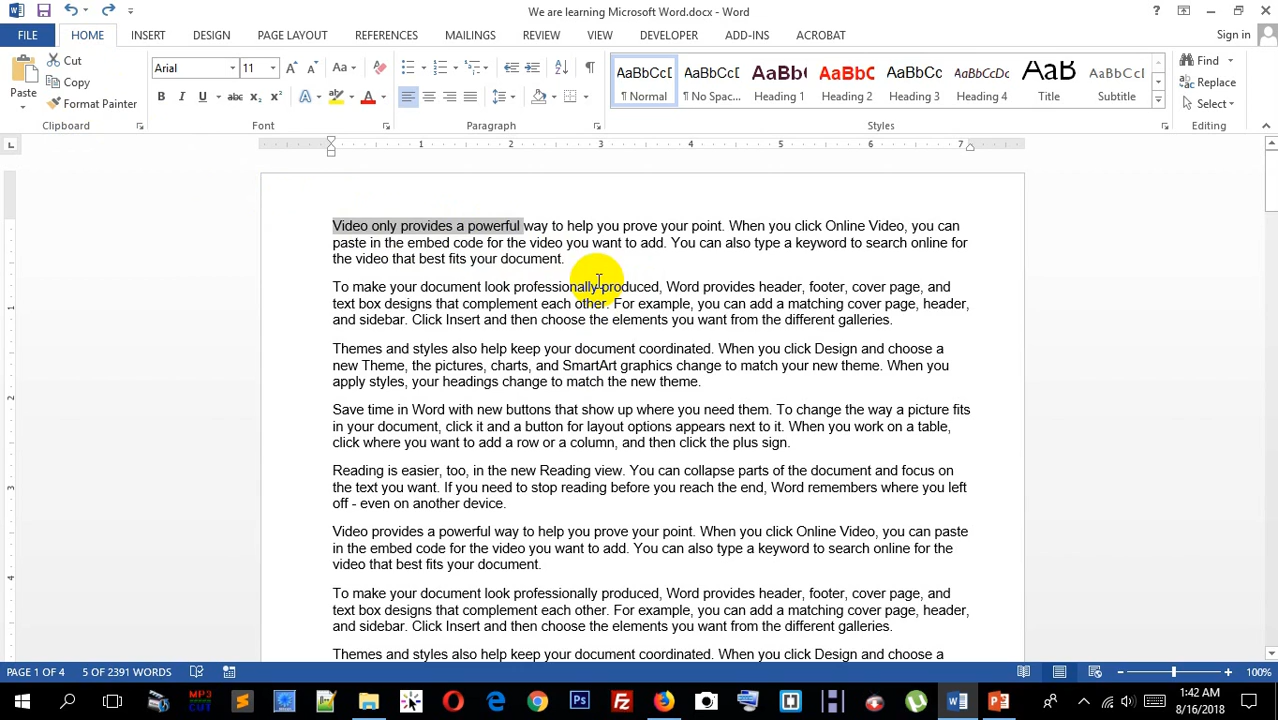 We are learning Microsoft Word.docx - Word
FILE HOME INSERT DESIGN PAGE LAYOUT REFERENCES MAILINGS REVIEW VIEW DEVELOPER ADD-INS ACROBAT Sign in
Paste
Cut
Copy
Format Painter
Clipboard
Arial 11
Font
Paragraph
AaBbCcI AaBbCcDc AaBb( AaBbCc AaBbCc AaBbCcDc AaB AaBbCcDc
¶ Normal ¶ No Spac... Heading 1 Heading 2 Heading 3 Heading 4 Title Subtitle
Styles
Find
Replace
Select
Editing
1 2 3 4 5 6 7
Video only provides a powerful way to help you prove your point. When you click Online Video, you can
paste in the embed code for the video you want to add. You can also type a keyword to search online for
the video that best fits your document.
To make your document look professionally produced, Word provides header, footer, cover page, and
text box designs that complement each other. For example, you can add a matching cover page, header,
and sidebar. Click Insert and then choose the elements you want from the different galleries.
Themes and styles also help keep your document coordinated. When you click Design and choose a
new Theme, the pictures, charts, and SmartArt graphics change to match your new theme. When you
apply styles, your headings change to match the new theme.
Save time in Word with new buttons that show up where you need them. To change the way a picture fits
in your document, click it and a button for layout options appears next to it. When you work on a table,
click where you want to add a row or a column, and then click the plus sign.
Reading is easier, too, in the new Reading view. You can collapse parts of the document and focus on
the text you want. If you need to stop reading before you reach the end, Word remembers where you left
off - even on another device.
Video provides a powerful way to help you prove your point. When you click Online Video, you can paste
in the embed code for the video you want to add. You can also type a keyword to search online for the
video that best fits your document.
To make your document look professionally produced, Word provides header, footer, cover page, and
text box designs that complement each other. For example, you can add a matching cover page, header,
and sidebar. Click Insert and then choose the elements you want from the different galleries.
Themes and styles also help keep your document coordinated. When you click Design and choose a
PAGE 1 OF 4 5 OF 2391 WORDS 100%
MP3 CUT
1:42 AM
8/16/2018